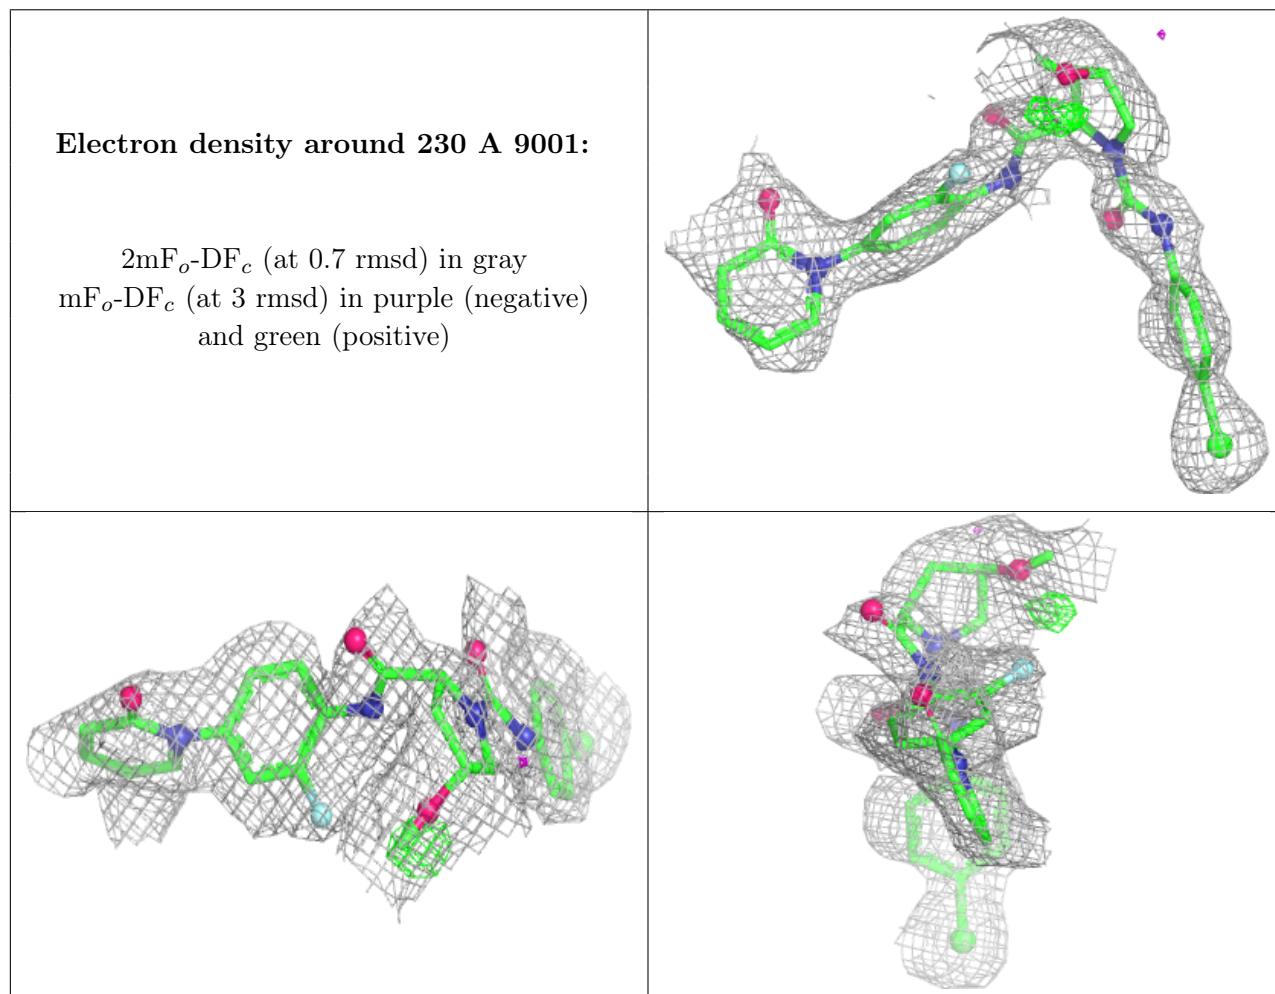 Electron density around 230 A 9001:
2mFo-DFc (at 0.7 rmsd) in gray
mFo-DFc (at 3 rmsd) in purple (negative)
and green (positive)